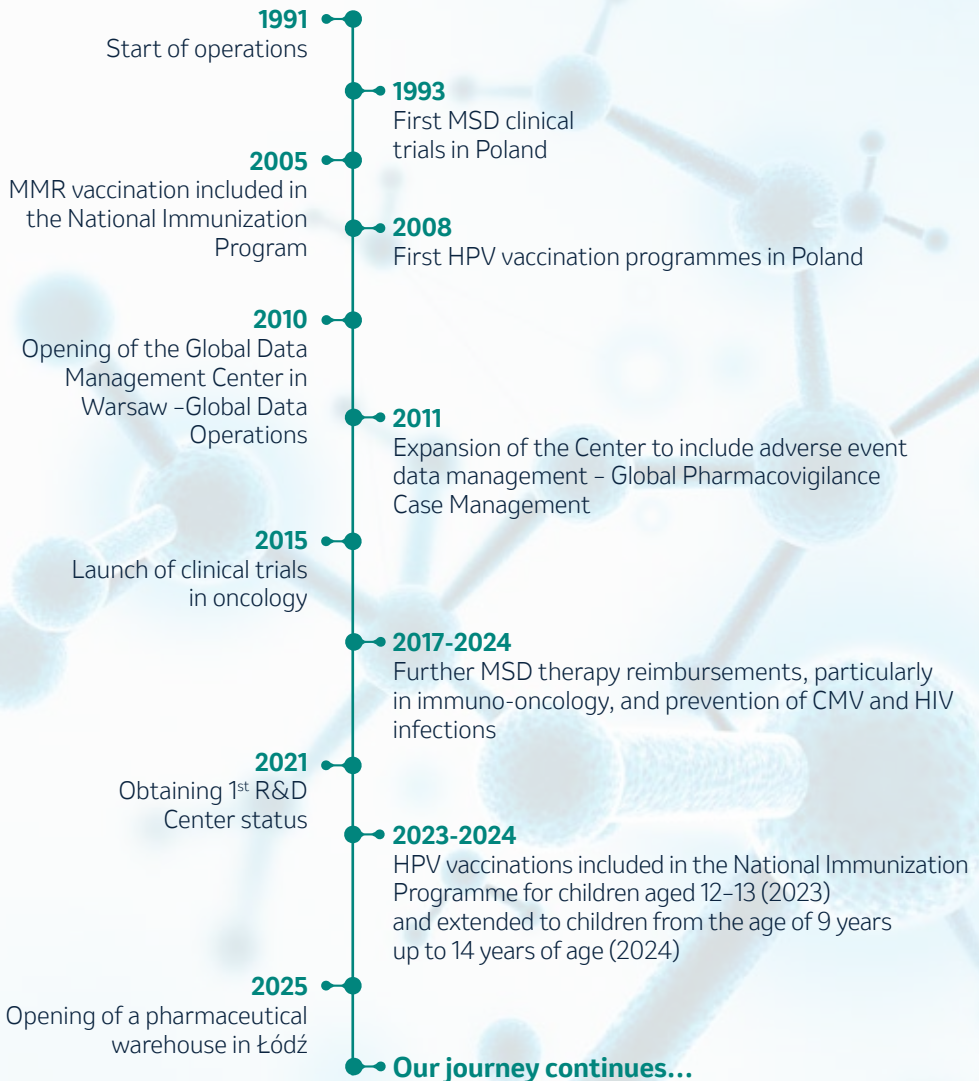 1991
Start of operations
1993
First MSD clinical
trials in Poland
2005
MMR vaccination included in
the National Immunization
Program
2008
First HPV vaccination programmes in Poland
2010
Opening of the Global Data
Management Center in
Warsaw –Global Data
Operations
2011
Expansion of the Center to include adverse event
data management – Global Pharmacovigilance
Case Management
2015
Launch of clinical trials
in oncology
2017-2024
Further MSD therapy reimbursements, particularly
in immuno-oncology, and prevention of CMV and HIV
infections
2021
Obtaining 1st R&D
Center status
2023-2024
HPV vaccinations included in the National Immunization
Programme for children aged 12–13 (2023)
and extended to children from the age of 9 years
up to 14 years of age (2024)
2025
Opening of a pharmaceutical
warehouse in Łódź
Our journey continues...